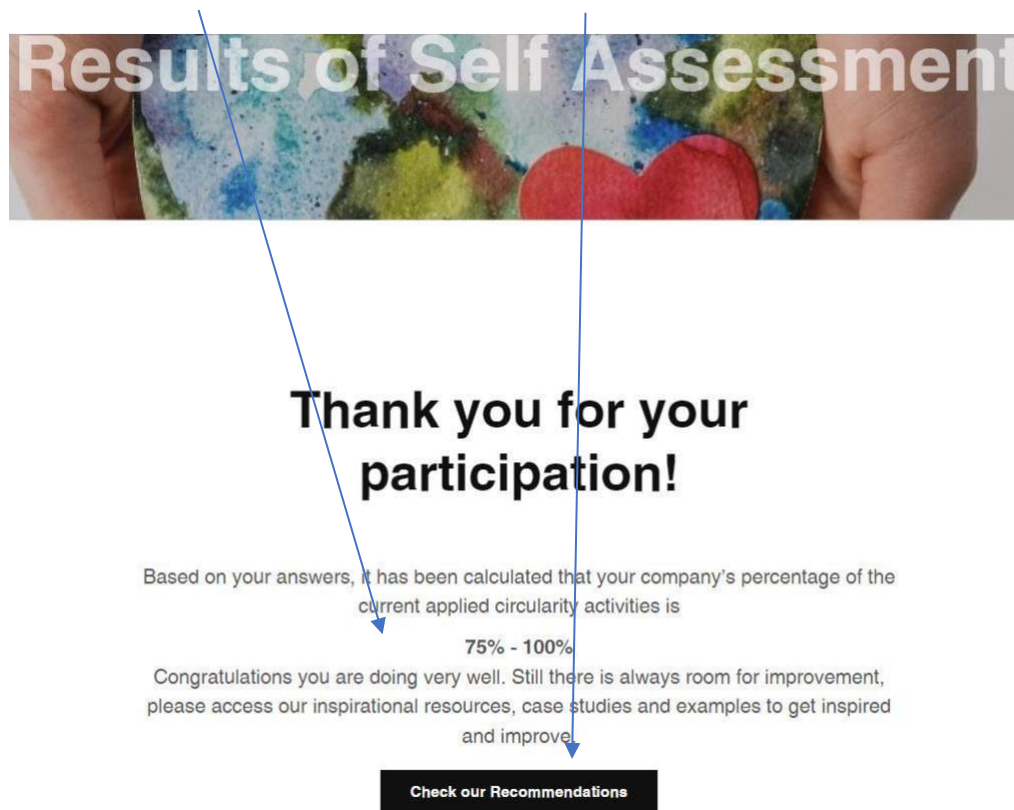 Results of Self Assessment
Thank you for your
participation!
Based on your answers, it has been calculated that your company's percentage of the
current applied circularity activities is
75% - 100%
Congratulations you are doing very well. Still there is always room for improvement,
please access our inspirational resources, case studies and examples to get inspired
and improve.
Check our Recommendations